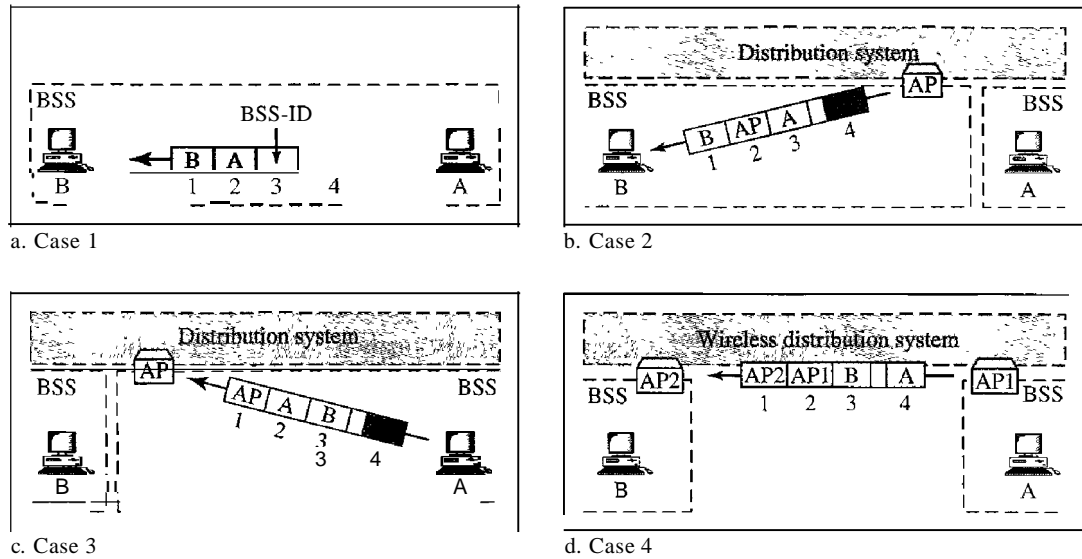 BSS
BSS-ID
B A
B
1 2 3 4
A
a. Case 1
Distribution system
AP
BSS
BSS
B AP A
1 2 3 4
B
A
b. Case 2
Distribution system
AP
BSS
BSS
AP A B
1 2 3
3 4
B
A
c. Case 3
Wireless distribution system
AP2
AP2 AP1 B A
AP1
BSS
BSS
1 2 3 4
B
A
d. Case 4